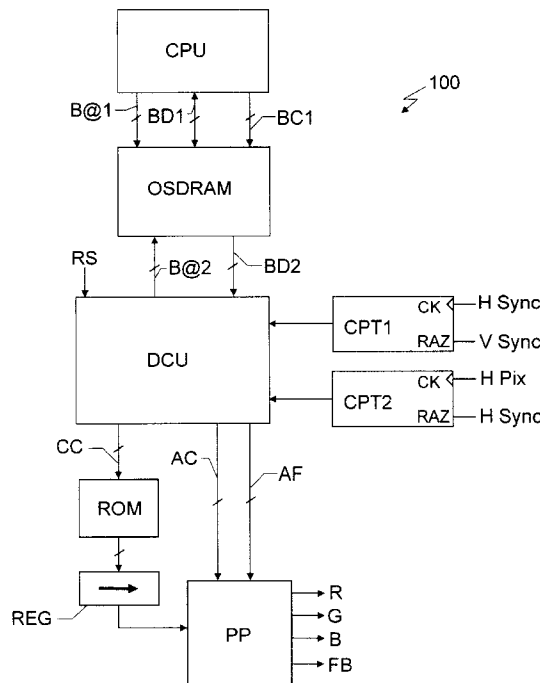 CPU
100
B@1
BD1
BC1
OSDRAM
RS
B@2
BD2
CK
H Sync
CPT1
RAZ
V Sync
DCU
CK
H Pix
CPT2
RAZ
H Sync
CC
AC
AF
ROM
REG
PP
R
G
B
FB